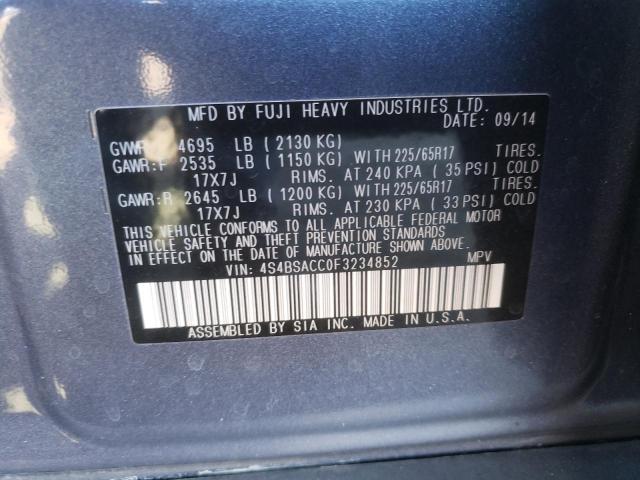 MFD BY FUJI HEAVY INDUSTRIES LTD.
DATE: 09/14
GVWR: 4695 LB (2130 KG)
GAWR:F 2535 LB (1150 KG) WITH 225/65R17 TIRES.
17X7J RIMS. AT 240 KPA (35 PSI) COLD
GAWR:R 2645 LB (1200 KG) WITH 225/65R17 TIRES.
17X7J RIMS. AT 230 KPA (33 PSI) COLD
THIS VEHICLE CONFORMS TO ALL APPLICABLE FEDERAL MOTOR
VEHICLE SAFETY AND THEFT PREVENTION STANDARDS
IN EFFECT ON THE DATE OF MANUFACTURE SHOWN ABOVE.
VIN: 4S4BSACC0F3234852 MPV
ASSEMBLED BY SIA INC. MADE IN U.S.A.